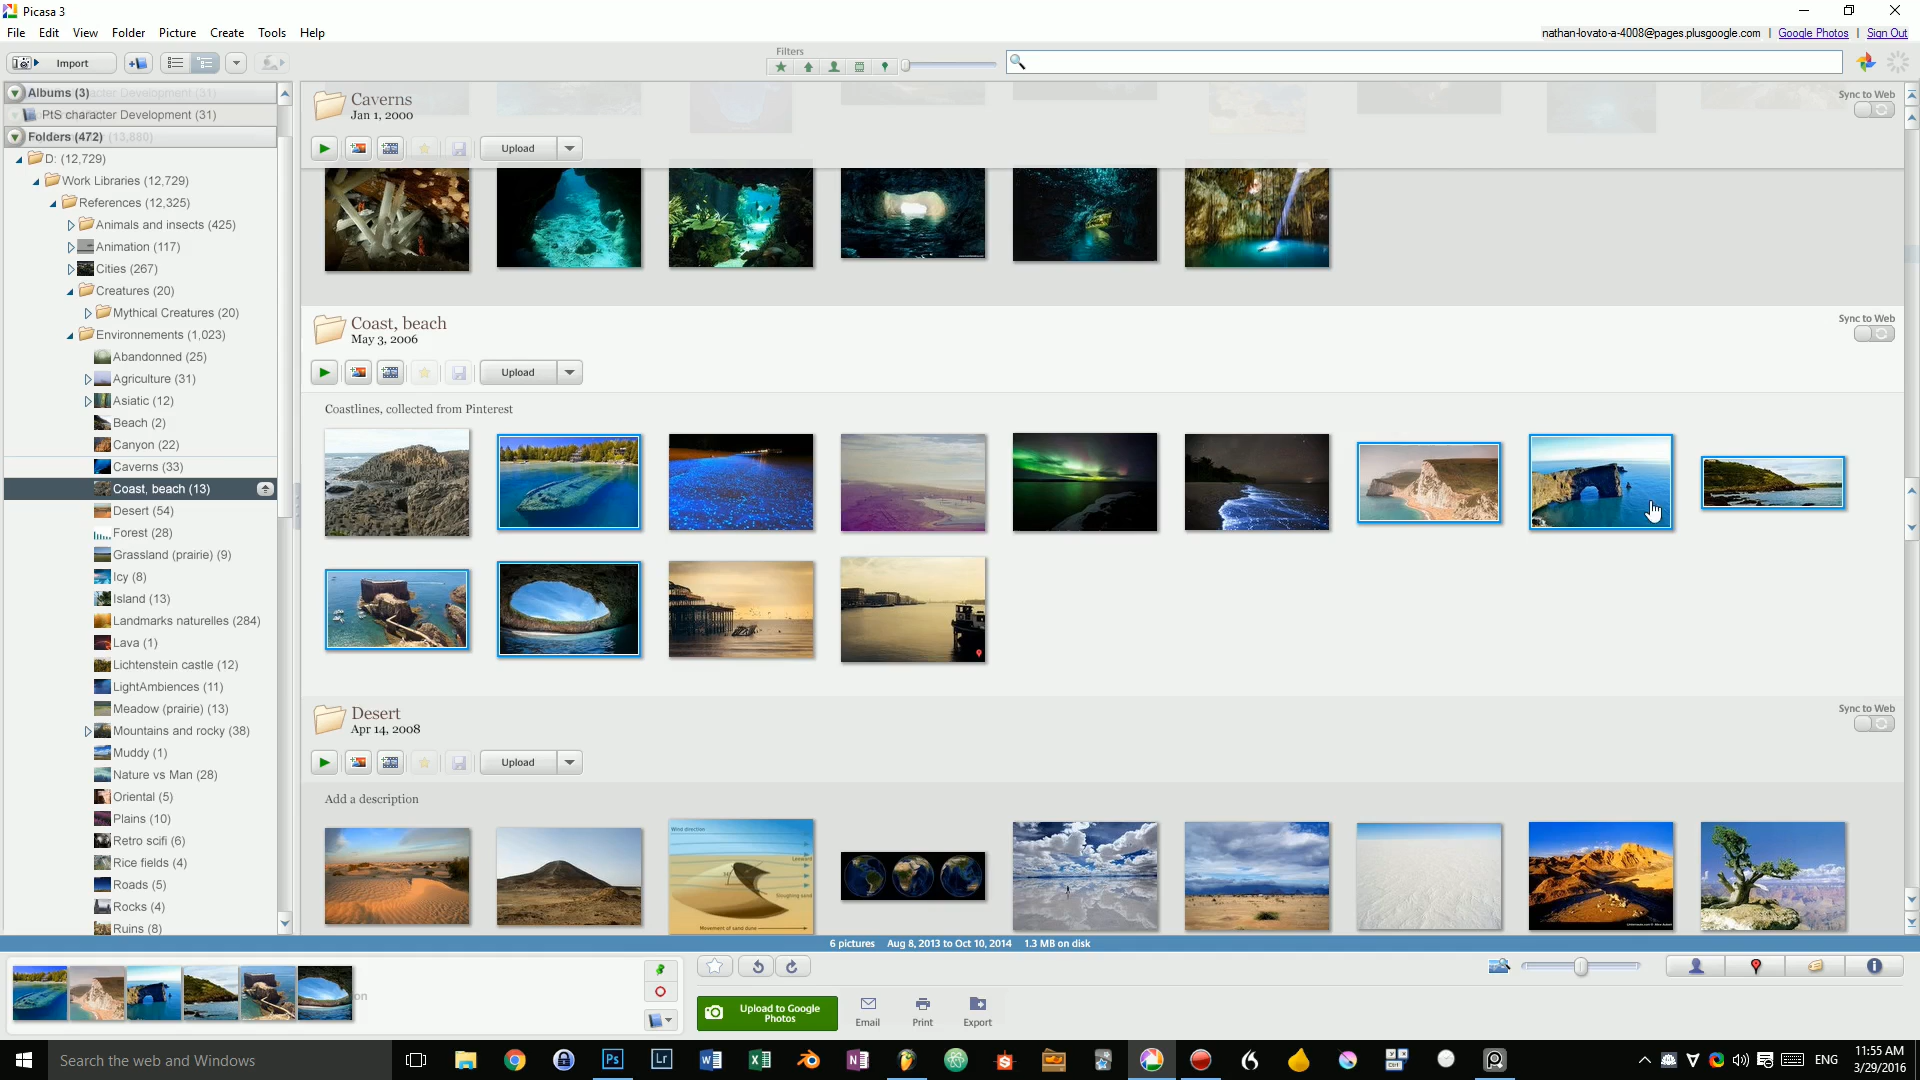 Picasa 3
File Edit View Folder Picture Create Tools Help
nathan-lovato-a-4008@pages.plusgoogle.com | Google Photos | Sign Out
Import
Filters
Albums (3)
PtS character Development (31)
Folders (472)
D: (12,729)
Work Libraries (12,729)
References (12,325)
Animals and insects (425)
Animation (117)
Cities (267)
Creatures (20)
Mythical Creatures (20)
Environnements (1,023)
Abandonned (25)
Agriculture (31)
Asiatic (12)
Beach (2)
Canyon (22)
Caverns (33)
Coast, beach (13)
Desert (54)
Forest (28)
Grassland (prairie) (9)
Icy (8)
Island (13)
Landmarks naturelles (284)
Lava (1)
Lichtenstein castle (12)
LightAmbiences (11)
Meadow (prairie) (13)
Mountains and rocky (38)
Muddy (1)
Nature vs Man (28)
Oriental (5)
Plains (10)
Retro scifi (6)
Rice fields (4)
Roads (5)
Rocks (4)
Ruins (8)
Caverns
Jan 1, 2000
Sync to Web
Upload
Coast, beach
May 3, 2006
Sync to Web
Upload
Coastlines, collected from Pinterest
Desert
Apr 14, 2008
Sync to Web
Upload
Add a description
Wind direction
Movement of sand dune
6 pictures Aug 8, 2013 to Oct 10, 2014 1.3 MB on disk
Upload to Google
Photos
Email
Print
Export
Search the web and Windows
Ps
Lr
ENG
11:55 AM
3/29/2016